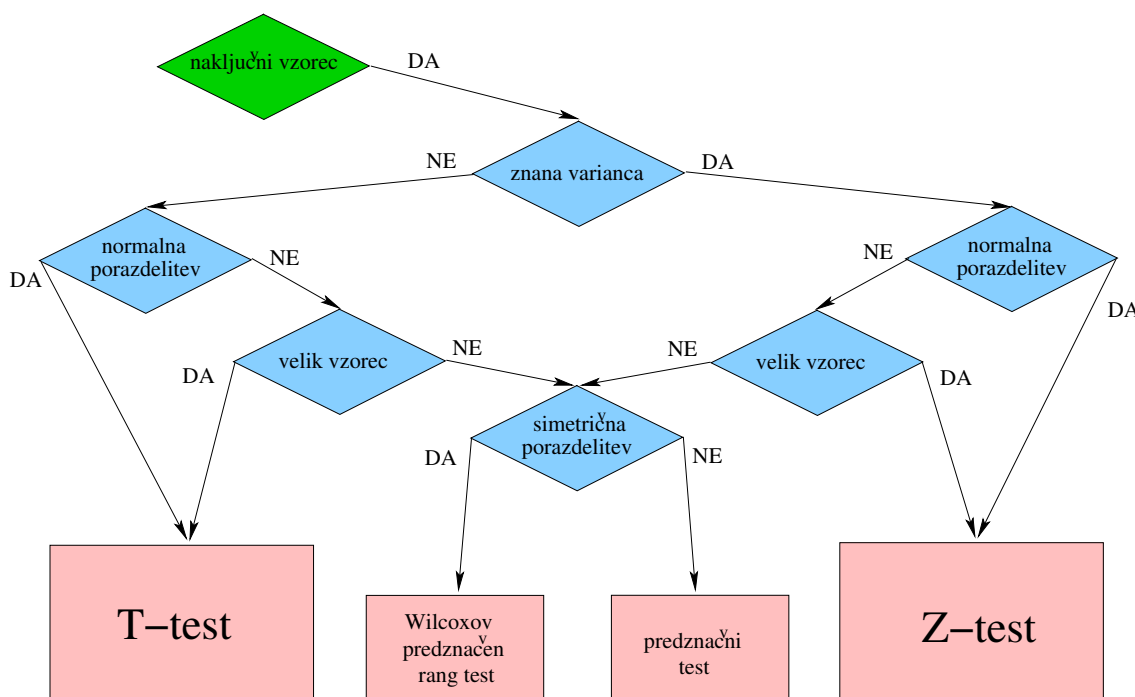 naključni vzorec
DA
znana varianca
NE
DA
normalna
porazdelitev
NE
DA
normalna
porazdelitev
NE
DA
velik vzorec
NE
DA
velik vzorec
NE
DA
simetrična
porazdelitev
DA
NE
T-test
Wilcoxov
predznačen
rang test
predznačni
test
Z-test